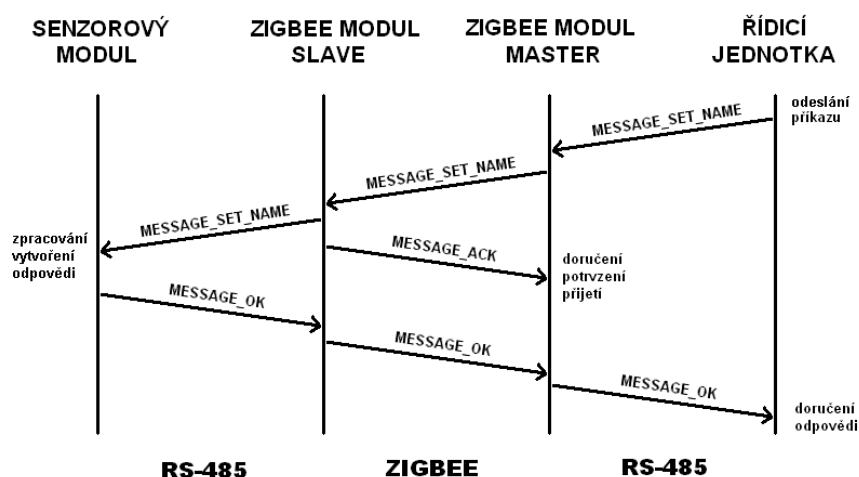 SENZOROVÝ
MODUL
ZIGBEE MODUL
SLAVE
ZIGBEE MODUL
MASTER
ŘÍDICÍ
JEDNOTKA
odeslání
příkazu
MESSAGE_SET_NAME
MESSAGE_SET_NAME
MESSAGE_SET_NAME
zpracování
vytvoření
odpovědi
MESSAGE_ACK
doručení
potrvzení
přijetí
MESSAGE_OK
MESSAGE_OK
MESSAGE_OK
doručení
odpovědi
RS-485
ZIGBEE
RS-485